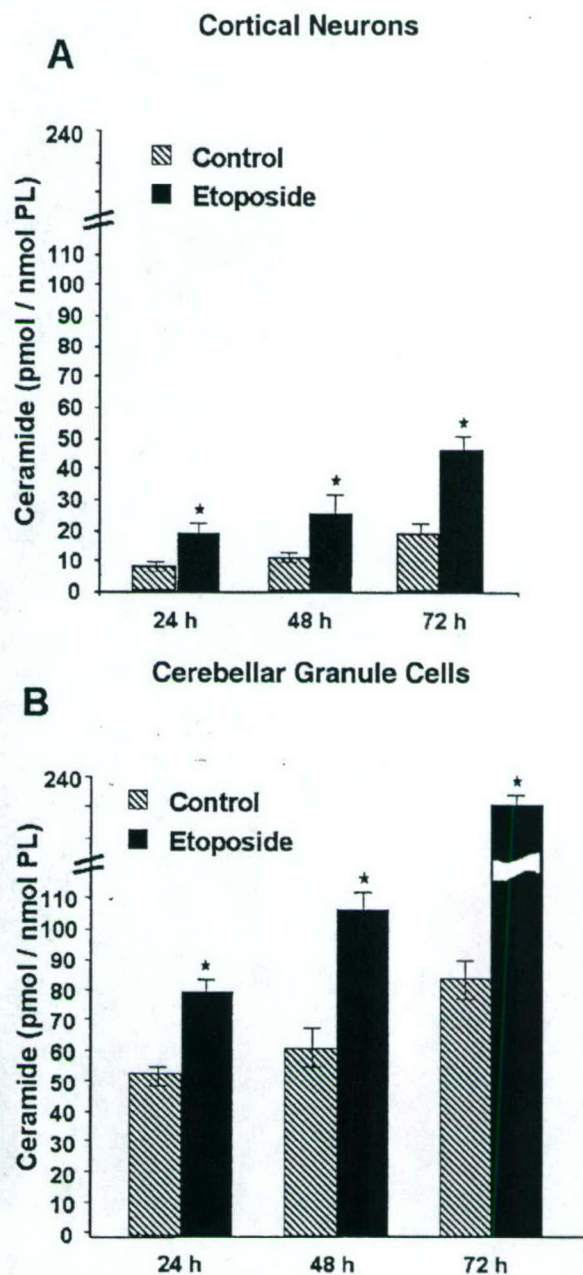 Cortical Neurons
A
240
Control
Etoposide
Ceramide (pmol / nmol PL)
110
100
90
80
70
60
50
40
30
20
10
0
24 h
48 h
72 h
Cerebellar Granule Cells
B
240
Control
Etoposide
Ceramide (pmol / nmol PL)
110
100
90
80
70
60
50
40
30
20
10
0
24 h
48 h
72 h